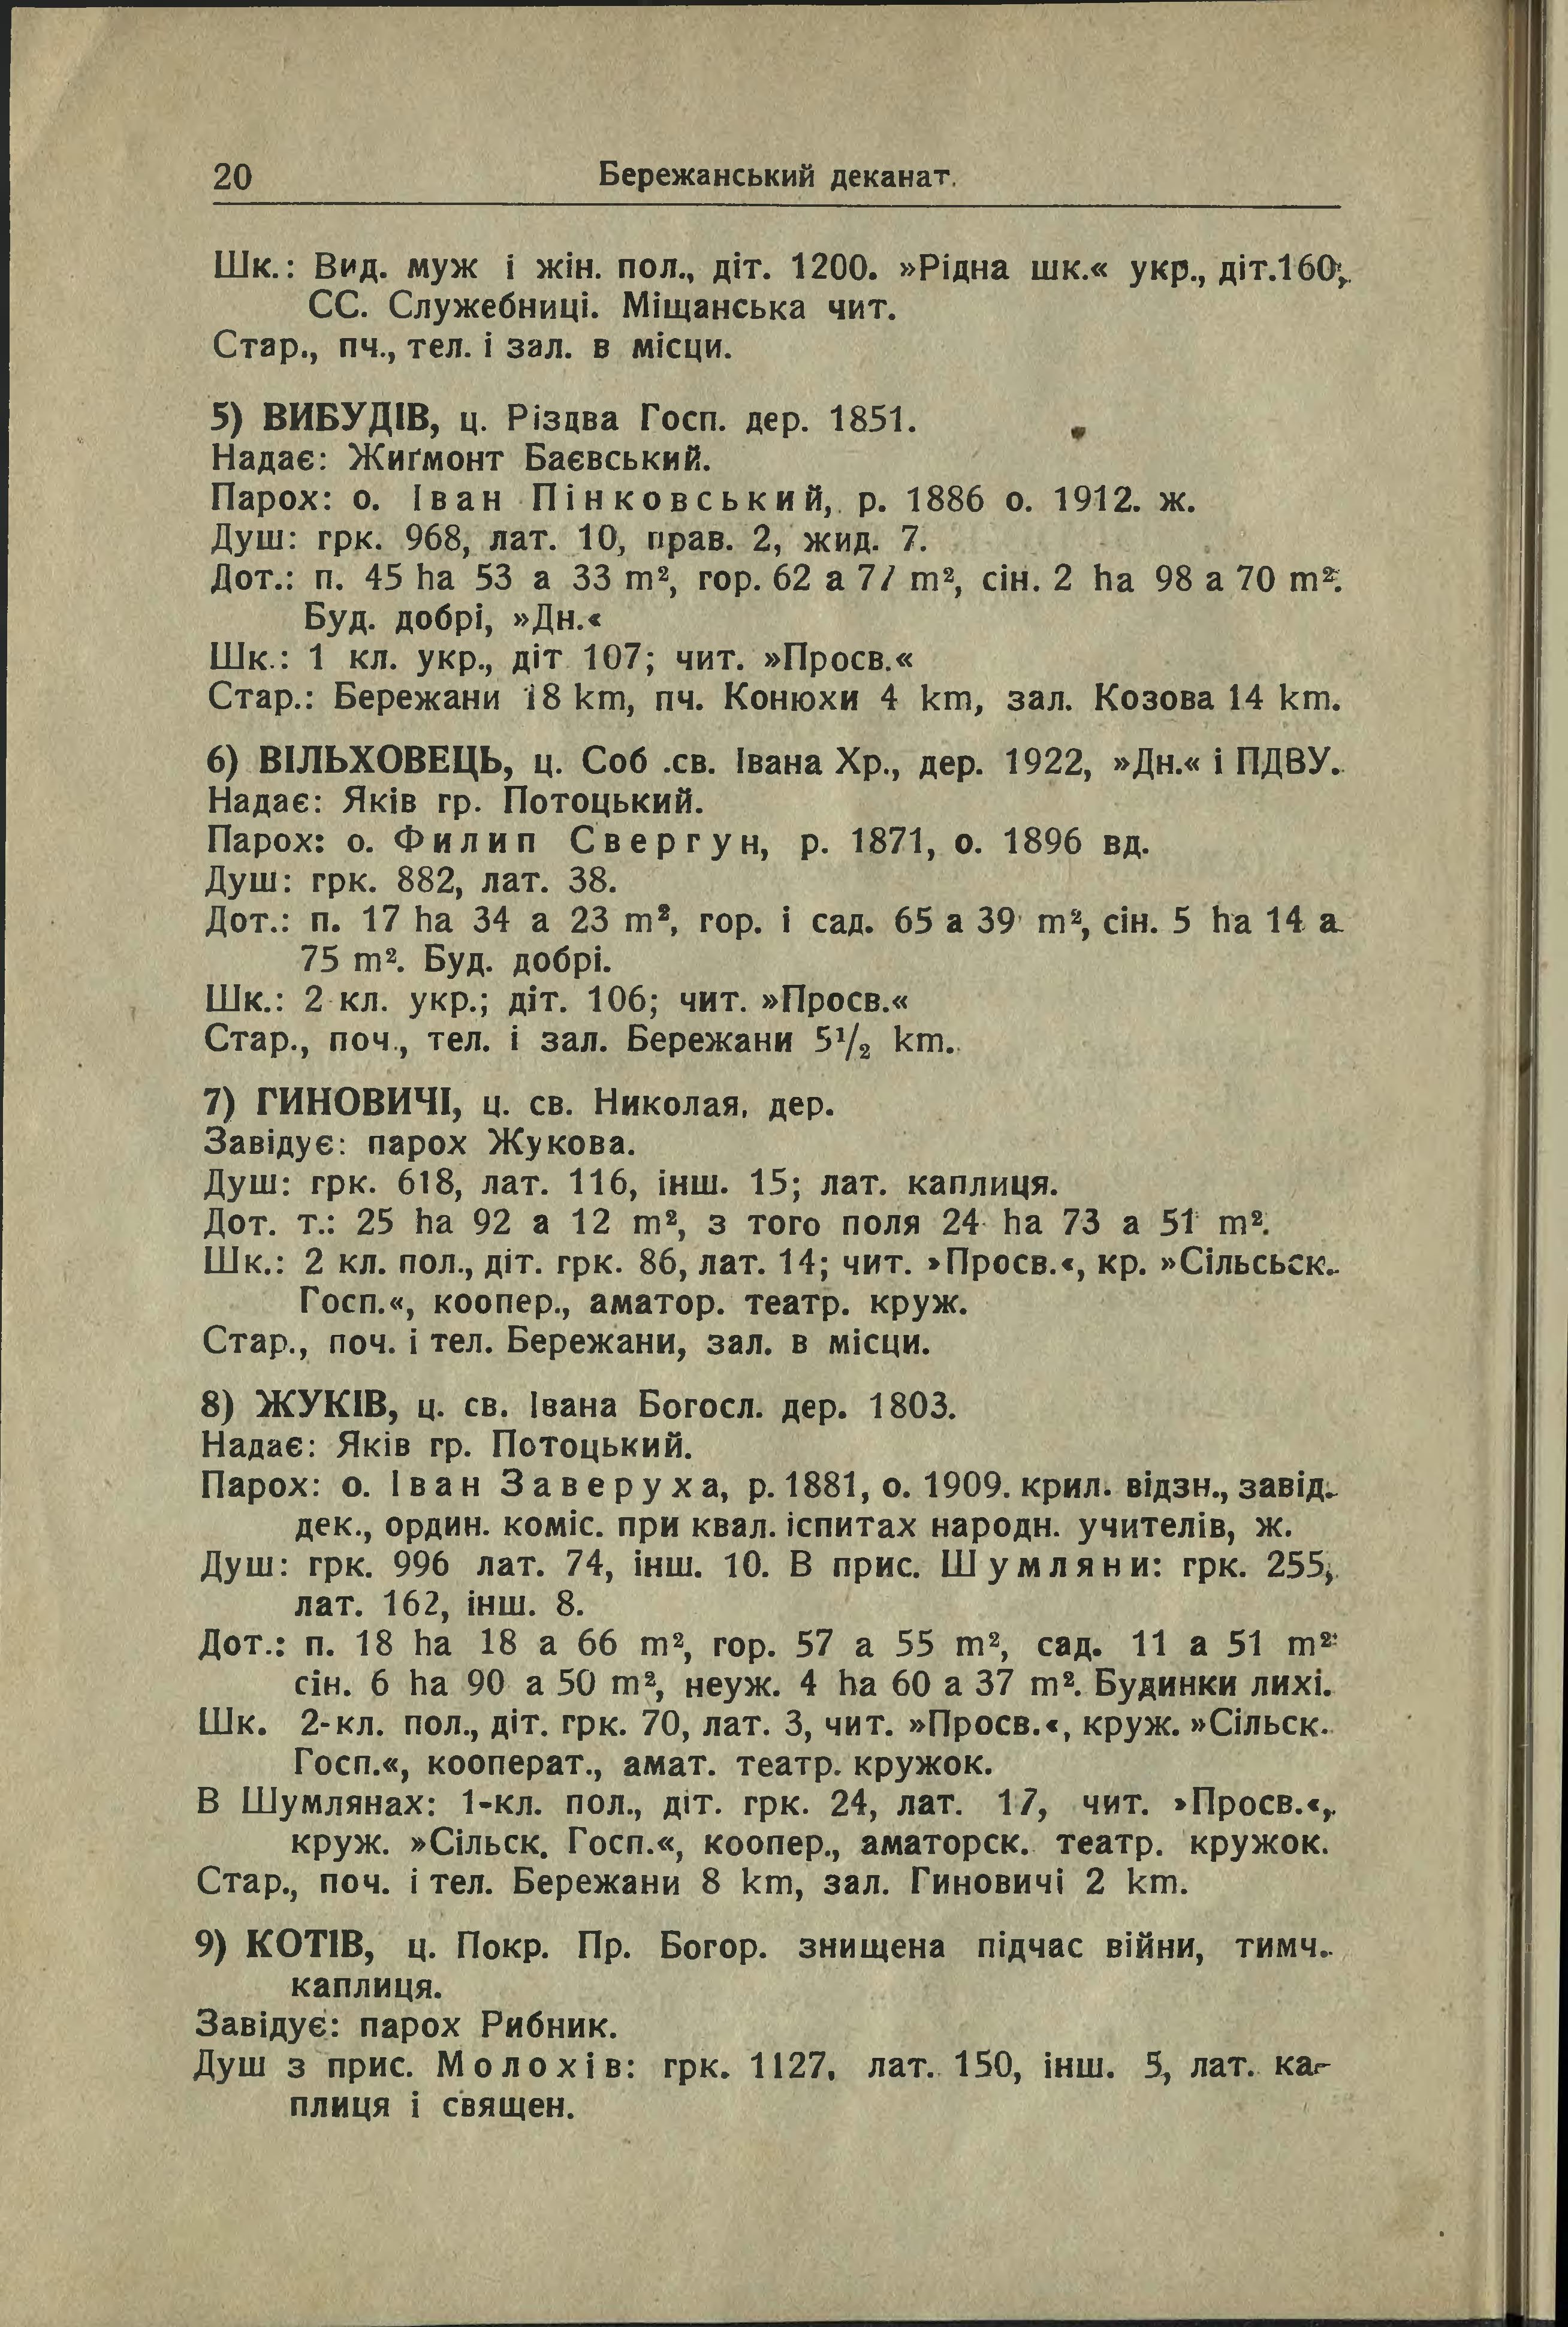 20 Бережанський деканат.
Шк.: Вид. муж і жін. пол., діт. 1200. »Рідна шк.« укр., діт.160,
СС. Служебниці. Міщанська чит.
Стар., пч., тел. і зал. в місци.
5) ВИБУДІВ, ц. Різдва Госп. дер. 1851.
Надає: Жиґмонт Баєвський.
Парох: о. Іван Пінковський, р. 1886 о. 1912. ж.
Душ: грк. 968, лат. 10, прав. 2, жид. 7.
Дот.: п. 45 ha 53 a 33 m², гор. 62 a 77 m², сін. 2 ha 98 a 70 m².
Буд. добрі, »Дн.«
Шк.: 1 кл. укр., діт 107; чит. »Просв.«
Стар.: Бережани 18 km, пч. Конюхи 4 km, зал. Козова 14 km.
6) ВІЛЬХОВЕЦЬ, ц. Соб .св. Івана Хр., дер. 1922, »Дн.« і ПДВУ.
Надає: Яків гр. Потоцький.
Парох: о. Филип Свергун, р. 1871, о. 1896 вд.
Душ: грк. 882, лат. 38.
Дот.: п. 17 ha 34 a 23 m², гор. і сад. 65 a 39 m², сін. 5 ha 14 a
75 m². Буд. добрі.
Шк.: 2 кл. укр.; діт. 106; чит. »Просв.«
Стар., поч., тел. і зал. Бережани 5¹/₂ km.
7) ГИНОВИЧІ, ц. св. Николая, дер.
Завідує: парох Жукова.
Душ: грк. 618, лат. 116, інш. 15; лат. каплиця.
Дот. т.: 25 ha 92 a 12 m², з того поля 24 ha 73 a 51 m².
Шк.: 2 кл. пол., діт. грк. 86, лат. 14; чит. »Просв.«, кр. »Сільсьск.
Госп.«, коопер., аматор. театр. круж.
Стар., поч. і тел. Бережани, зал. в місци.
8) ЖУКІВ, ц. св. Івана Богосл. дер. 1803.
Надає: Яків гр. Потоцький.
Парох: о. Іван Заверуха, р. 1881, о. 1909. крил. відзн., завід.
дек., ордин. коміс. при квал. іспитах народн. учителів, ж.
Душ: грк. 996 лат. 74, інш. 10. В прис. Шумляни: грк. 255,
лат. 162, інш. 8.
Дот.: п. 18 ha 18 a 66 m², гор. 57 a 55 m², сад. 11 a 51 m²
сін. 6 ha 90 a 50 m², неуж. 4 ha 60 a 37 m². Будинки лихі.
Шк. 2-кл. пол., діт. грк. 70, лат. 3, чит. »Просв.«, круж. »Сільск.
Госп.«, кооперат., амат. театр. кружок.
В Шумлянах: 1-кл. пол., діт. грк. 24, лат. 17, чит. »Просв.«,
круж. »Сільск. Госп.«, коопер., аматорск. театр. кружок.
Стар., поч. і тел. Бережани 8 km, зал. Гиновичі 2 km.
9) КОТІВ, ц. Покр. Пр. Богор. знищена підчас війни, тимч.
каплиця.
Завідує: парох Рибник.
Душ з прис. Молохів: грк. 1127, лат. 150, інш. 5, лат. ка-
плиця і священ.